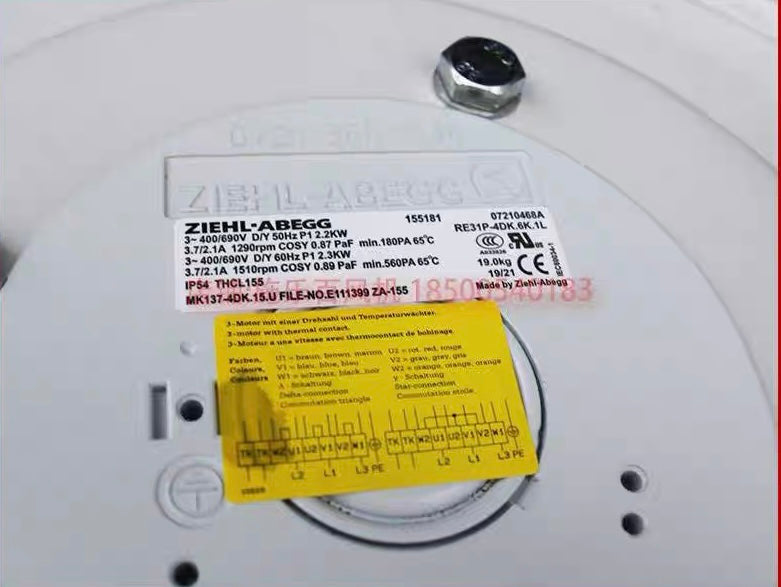 ZIEHL-ABEGG
ZIEHL-ABEGG 155181 07210468A
3~ 400/690V D/Y 50Hz P1 2.2KW RE31P-4DK.6K.1L
3.7/2.1A 1290rpm COSY 0.87 PaF min.180PA 65℃
3~ 400/690V D/Y 60Hz P1 2.3KW
3.7/2.1A 1510rpm COSY 0.89 PaF min.560PA 65℃ 19.0kg
IP54 THCL155 19/21 CE
MK137-4DK.15.U FILE-NO.E111399 ZA-155 Made by Ziehl-Abegg
IEC60034-1
18500540183
3-Motor mit einer Drehzahl und Temperaturwächter.
3-motor with thermal contact.
3-Moteur a une vitesse avec thermocontact de bobinage
Farben, U1 = braun, brown, marron U2 = rot, red, rouge
Colours, V1 = blau, blue, bleu V2 = grau, grey, gris
Couleurs W1 = schwarz, black, noir W2 = orange, orange, orange
Δ - Schaltung y - Schaltung
Delta-connection Star-connection
Commutation triangle Commutation etoile
TK TK W2 U1 U2 V1 V2 W1 TK TK W2 U1 U2 V1 V2 W1
L2 L1 L3 PE L2 L1 L3 PE